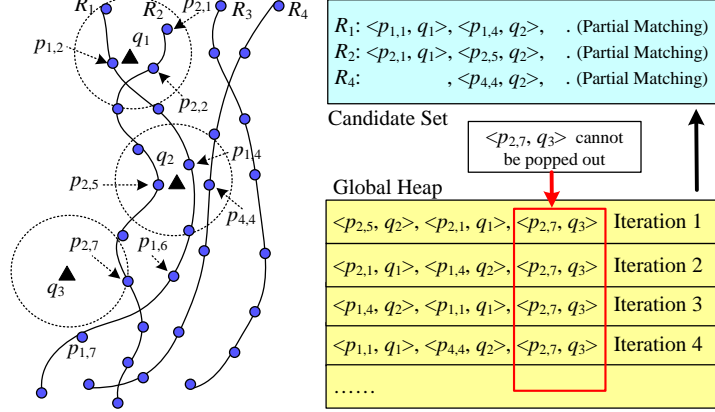 R1 R2 p2,1 R3 R4
q1
p1,2
p2,2
q2
p1,4
p2,5
p4,4
p2,7
p1,6
q3
p1,7
R1: <p1,1, q1>, <p1,4, q2>, . (Partial Matching)
R2: <p2,1, q1>, <p2,5, q2>, . (Partial Matching)
R4: , <p4,4, q2>, . (Partial Matching)
Candidate Set
<p2,7, q3> cannot
be popped out
Global Heap
<p2,5, q2>, <p2,1, q1>, <p2,7, q3> Iteration 1
<p2,1, q1>, <p1,4, q2>, <p2,7, q3> Iteration 2
<p1,4, q2>, <p1,1, q1>, <p2,7, q3> Iteration 3
<p1,1, q1>, <p4,4, q2>, <p2,7, q3> Iteration 4
……